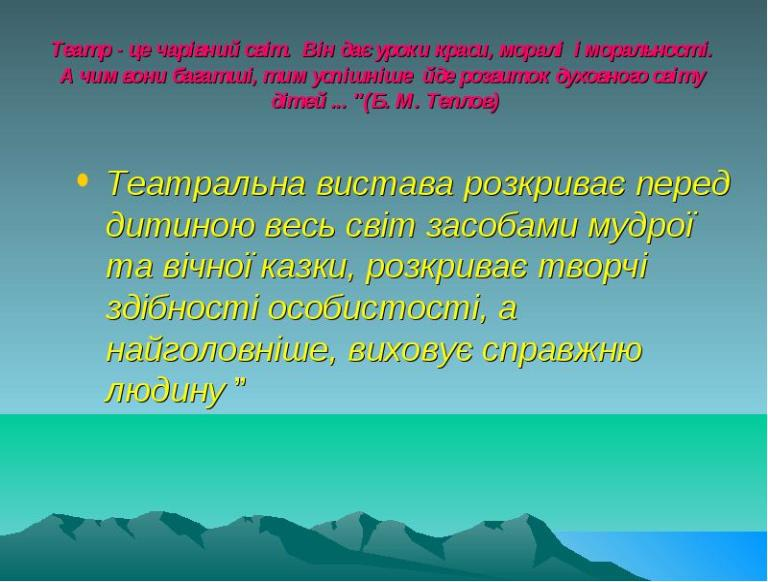 Театр - це чарівний світ. Він дає уроки краси, моралі і моральності.
А чим вони багатші, тим успішніше йде розвиток духовного світу
дітей ... "(Б. М. Теплов)
Театральна вистава розкриває перед
дитиною весь світ засобами мудрої
та вічної казки, розкриває творчі
здібності особистості, а
найголовніше, виховує справжню
людину ”